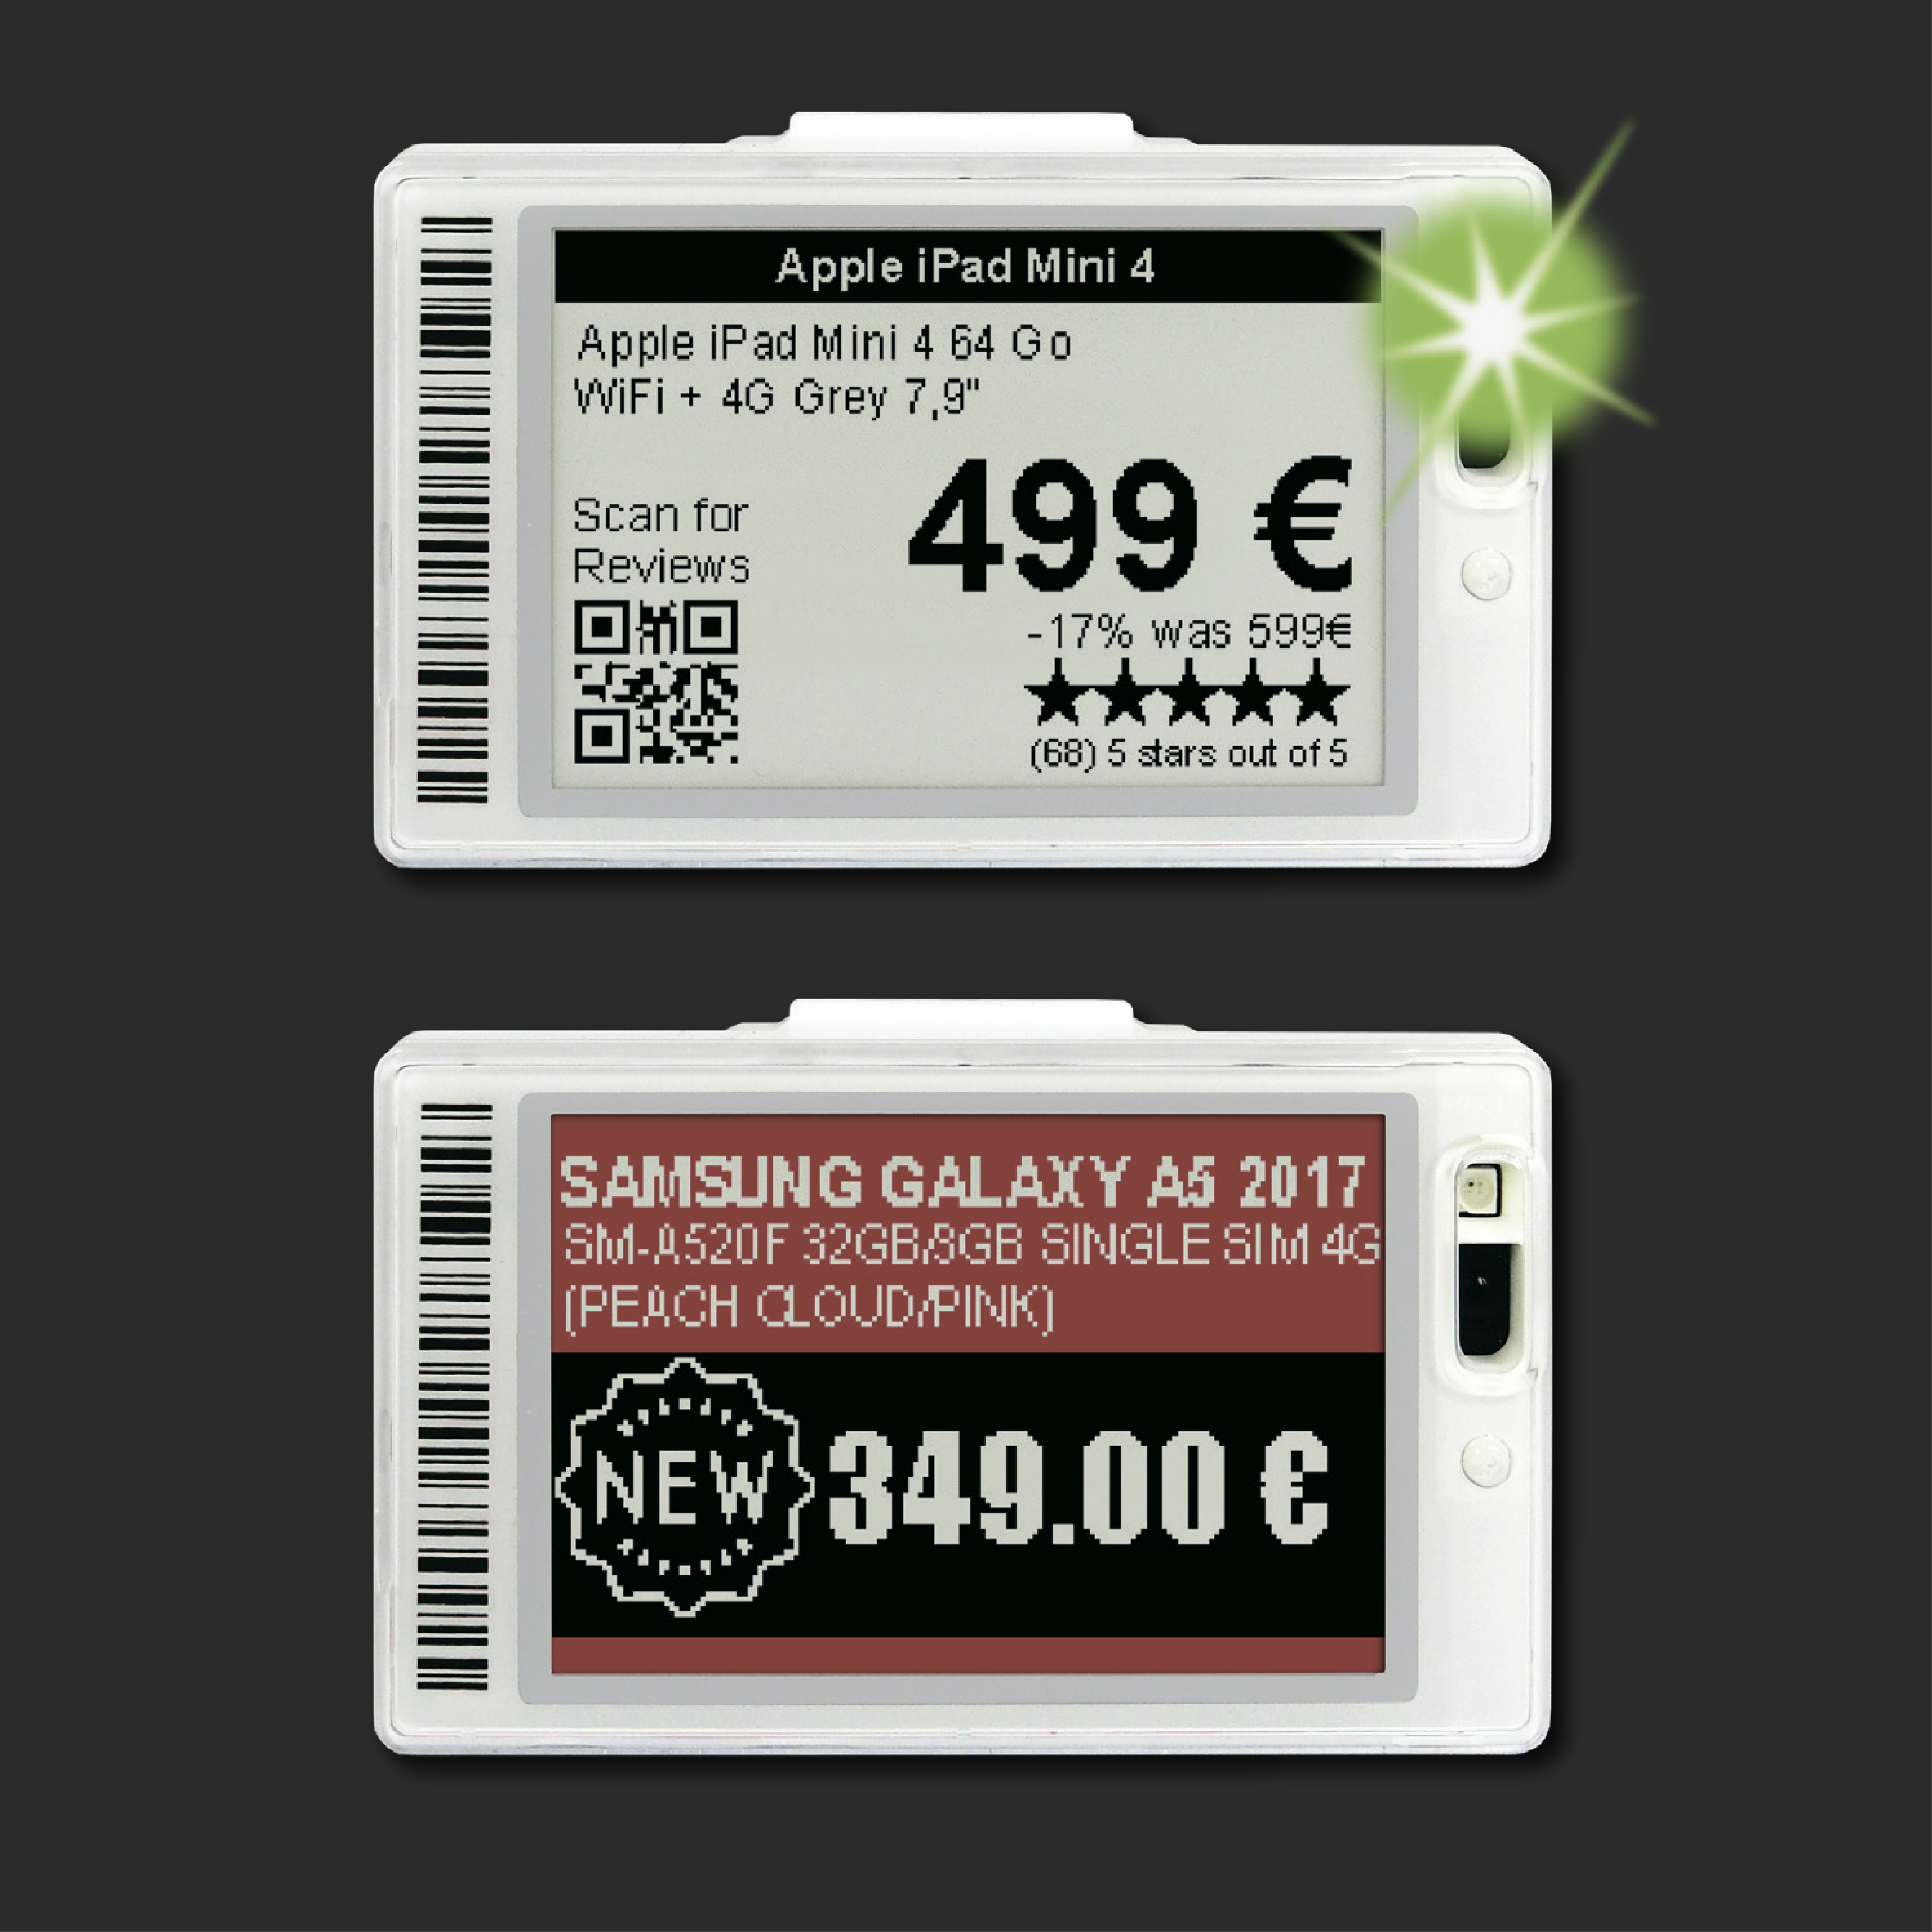 Apple iPad Mini 4
Apple iPad Mini 4 64 Go
WiFi + 4G Grey 7,9"
Scan for
Reviews
499 €
-17% was 599€
(68) 5 stars out of 5
SAMSUNG GALAXY A5 2017
SM-A520F 32GB/3GB SINGLE SIM 4G
(PEACH CLOUD/PINK)
NEW
349.00 €